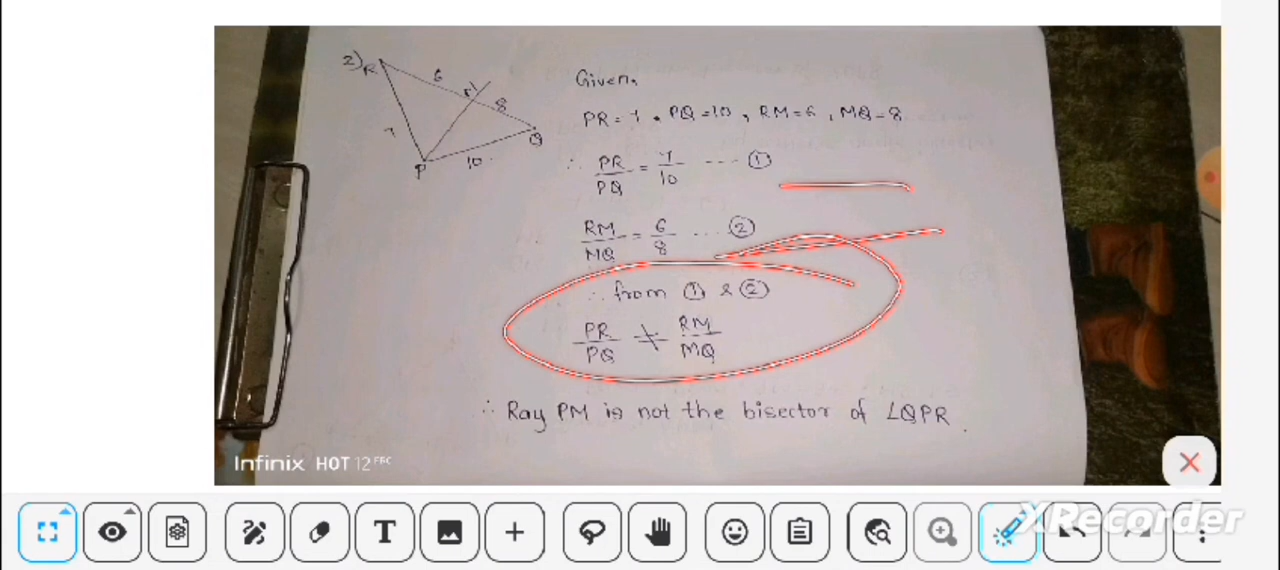 2)
R
6
M
8
7
Q
10
P
Given,
PR = 7 , PQ = 10 , RM = 6 , MQ = 8
∴ PR/PQ = 7/10 ---- ①
RM/MQ = 6/8 ---- ②
∴ from ① & ②
PR/PQ ≠ RM/MQ
∴ Ray PM is not the bisector of ∠QPR.
Infinix HOT 12
T
XRecorder